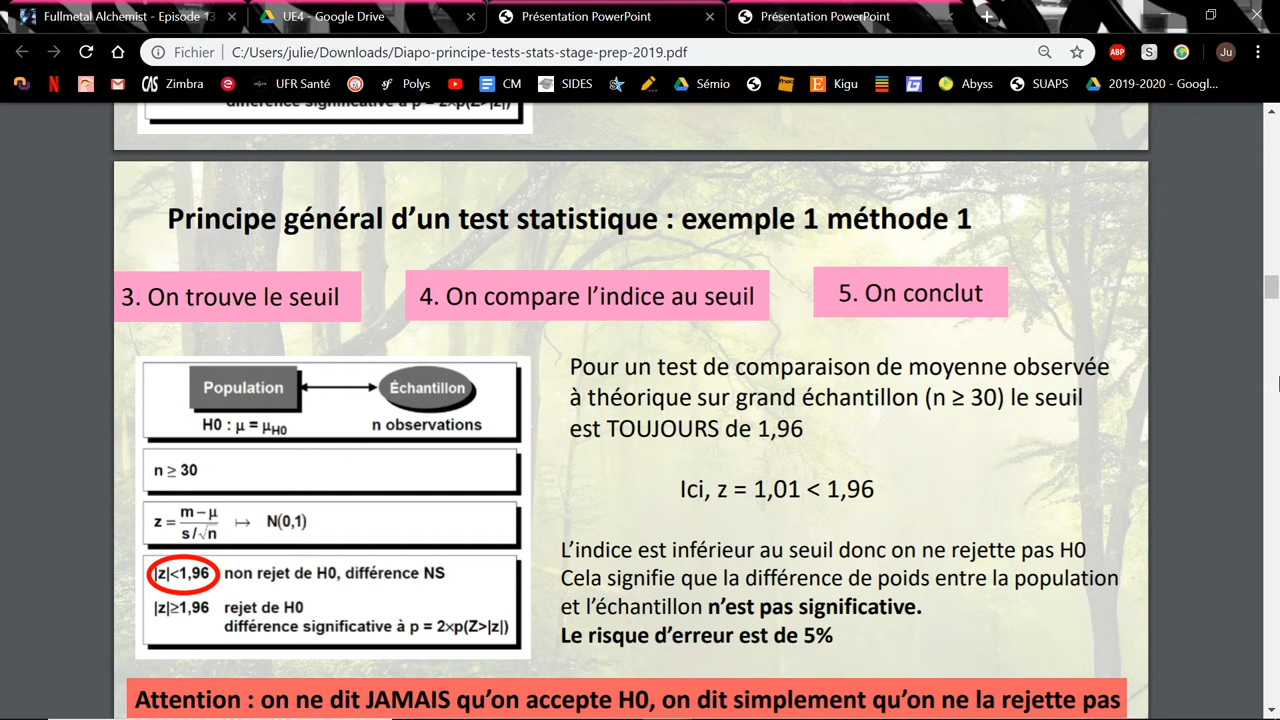 Fullmetal Alchemist - Episode 13
UE4 – Google Drive
Présentation PowerPoint
Présentation PowerPoint
Fichier
C:/Users/julie/Downloads/Diapo-principe-tests-stats-stage-prep-2019.pdf
ABP
S
Ju
Zimbra
UFR Santé
Polys
CM
SIDES
Sémio
Kigu
Abyss
SUAPS
2019-2020 – Googl...
différence significative à p = 2×p(Z>|z|)
Principe général d’un test statistique : exemple 1 méthode 1
3. On trouve le seuil
4. On compare l’indice au seuil
5. On conclut
Population
Échantillon
H0 : μ = μH0
n observations
n ≥ 30
z = m − μ / s/√n ↦ N(0,1)
|z|<1,96 non rejet de H0, différence NS
|z|≥1,96 rejet de H0
différence significative à p = 2×p(Z>|z|)
Pour un test de comparaison de moyenne observée
à théorique sur grand échantillon (n ≥ 30) le seuil
est TOUJOURS de 1,96
Ici, z = 1,01 < 1,96
L’indice est inférieur au seuil donc on ne rejette pas H0
Cela signifie que la différence de poids entre la population
et l’échantillon n’est pas significative.
Le risque d’erreur est de 5%
Attention : on ne dit JAMAIS qu’on accepte H0, on dit simplement qu’on ne la rejette pas